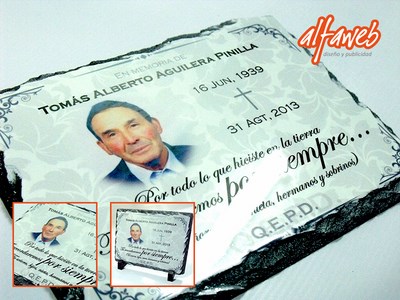 alfaweb
diseño y publicidad
EN MEMORIA DE
TOMÁS ALBERTO AGUILERA PINILLA
16 JUN, 1939
31 AGT, 2013
Por todo lo que hiciste en la tierra
por siempre...
hermanos y sobrinos)
Q.E.P.D.